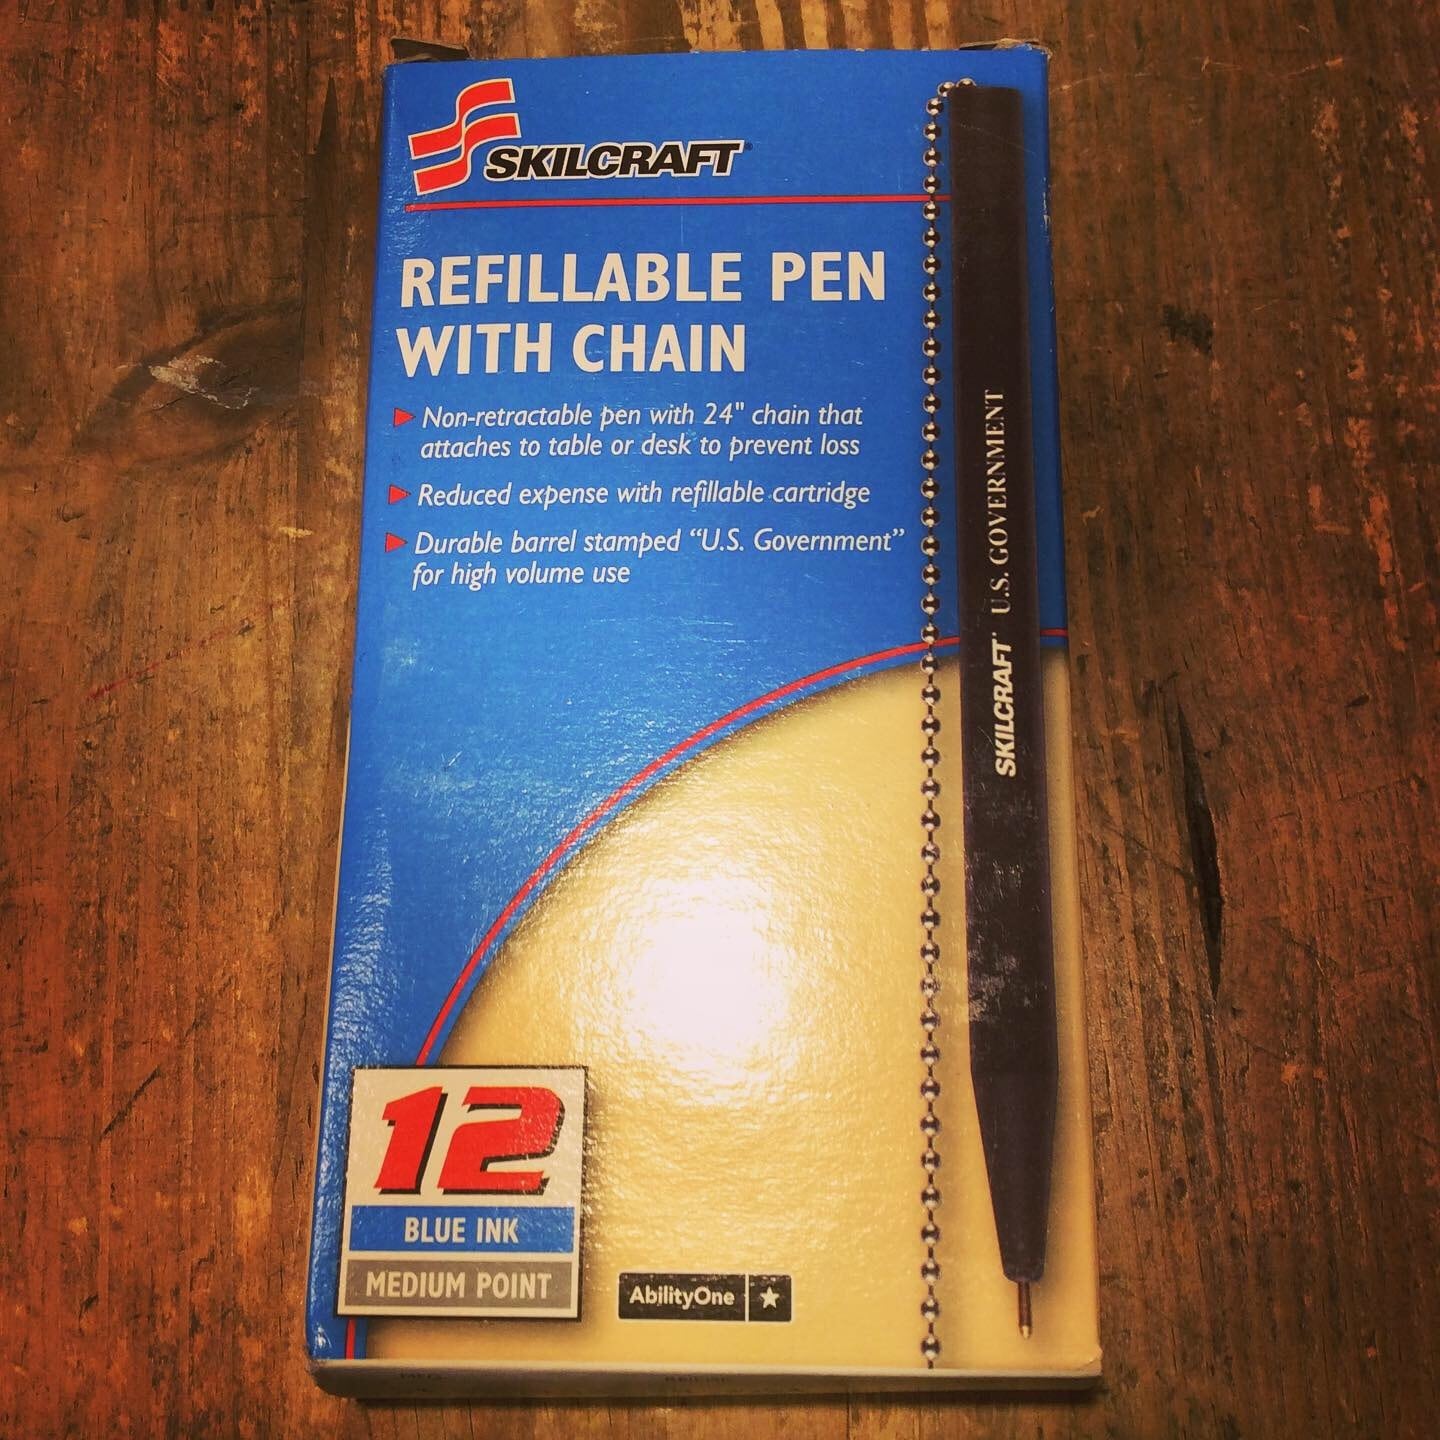 SKILCRAFT
REFILLABLE PEN
WITH CHAIN
Non-retractable pen with 24" chain that
attaches to table or desk to prevent loss
Reduced expense with refillable cartridge
Durable barrel stamped “U.S. Government”
for high volume use
SKILCRAFT U.S. GOVERNMENT
12
BLUE INK
MEDIUM POINT
AbilityOne